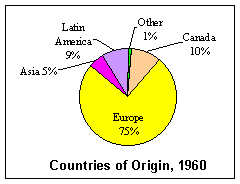 Other
1%
Latin
America
9%
Canada
10%
Asia 5%
Europe
75%
Countries of Origin, 1960